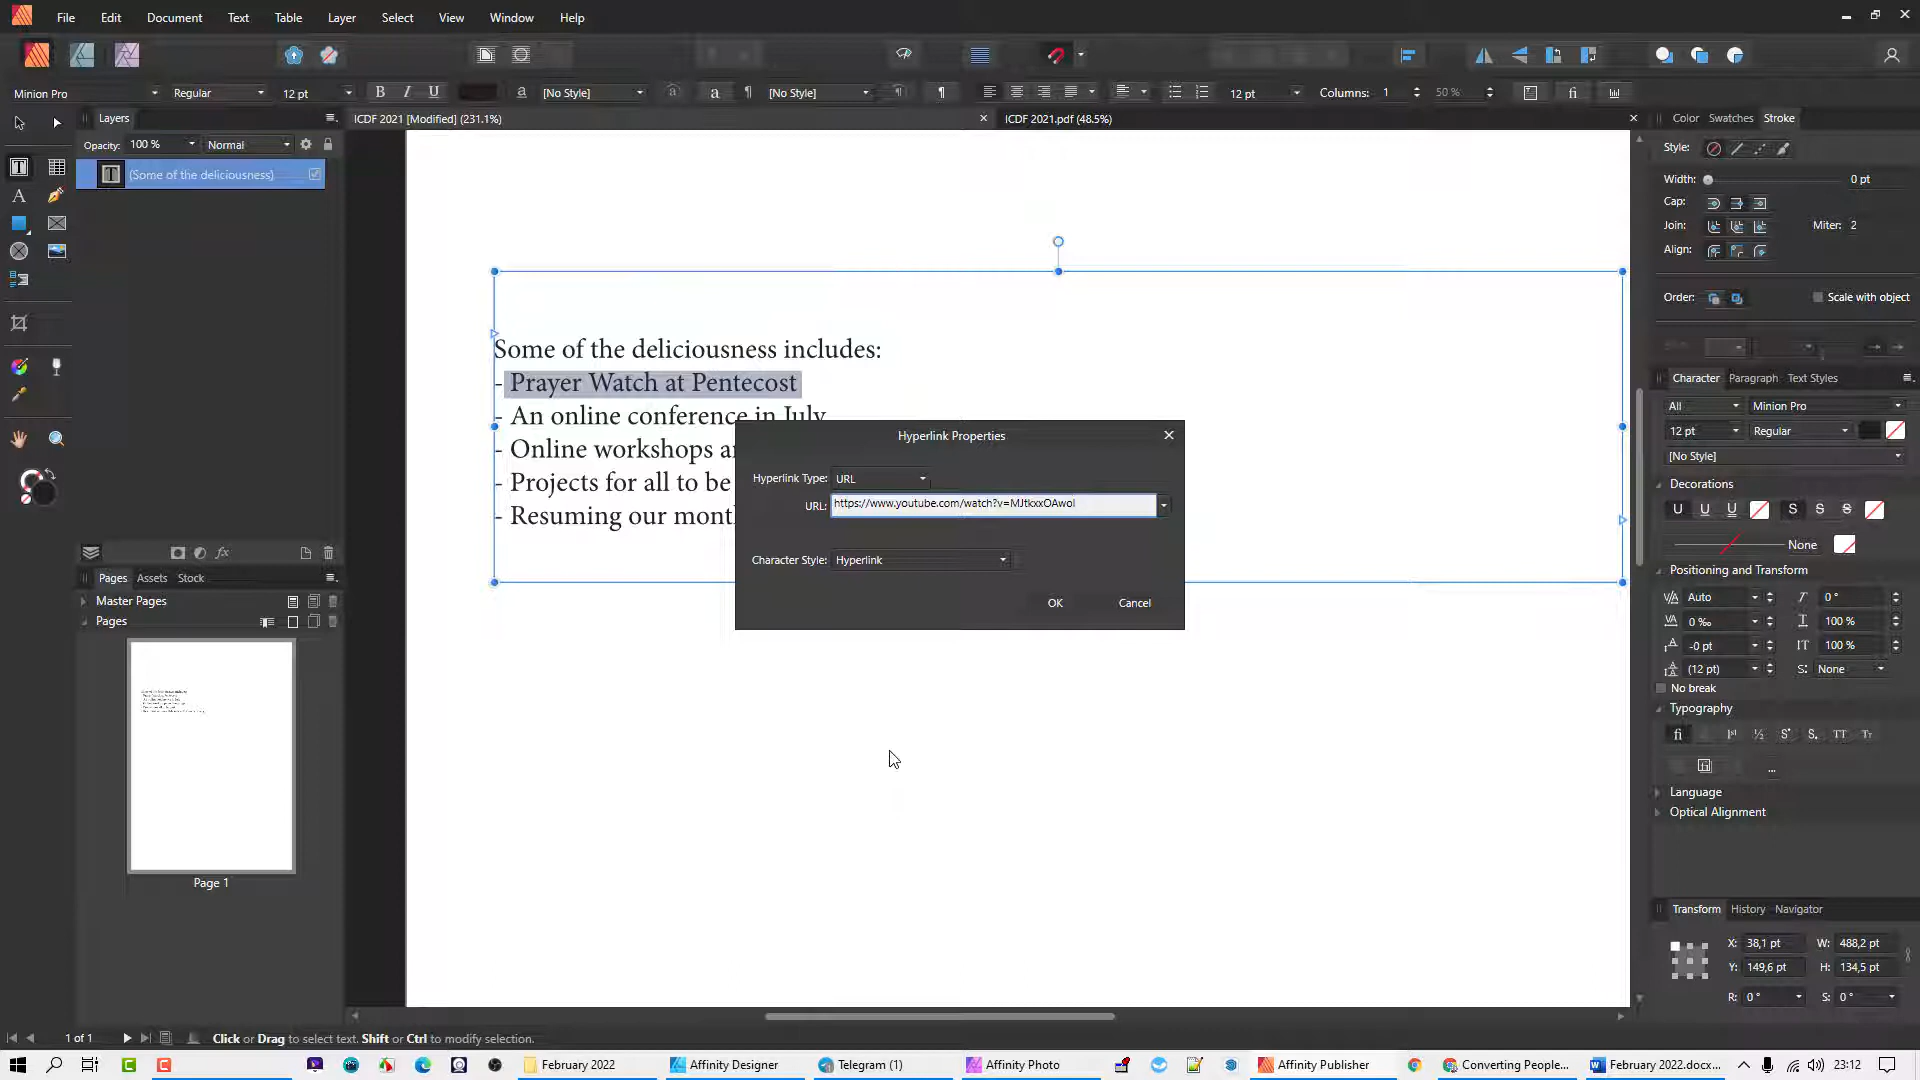 File Edit Document Text Table Layer Select View Window Help
Minion Pro Regular 12 pt B I U a [No Style] a ¶ [No Style] ¶ 12 pt Columns: 1 50 %
Layers
ICDF 2021 [Modified] (231.1%)
ICDF 2021.pdf (48.5%)
Color Swatches Stroke
Opacity: 100 % Normal
(Some of the deliciousness)
Style:
Width: 0 pt
Cap:
Join: Miter: 2
Align:
Order: Scale with object
Some of the deliciousness includes:
- Prayer Watch at Pentecost
- An online conference in July
- Online workshops a
- Projects for all to be
- Resuming our mont
Hyperlink Properties
Hyperlink Type: URL
URL: https://www.youtube.com/watch?v=MJtkxxOAwoI
Character Style: Hyperlink
OK Cancel
Character Paragraph Text Styles
All Minion Pro
12 pt Regular
[No Style]
Decorations
U U U S S S
None
Positioning and Transform
Auto 0 °
0 ‰ 100 %
-0 pt 100 %
(12 pt) None
No break
Typography
fi 1st ½ S S TT Tt
...
Language
Optical Alignment
Pages Assets Stock
Master Pages
Pages
Page 1
Transform History Navigator
X: 38,1 pt W: 488,2 pt
Y: 149,6 pt H: 134,5 pt
R: 0 ° S: 0 °
1 of 1
Click or Drag to select text. Shift or Ctrl to modify selection.
February 2022 Affinity Designer Telegram (1) Affinity Photo Affinity Publisher Converting People... February 2022.docx... 23:12